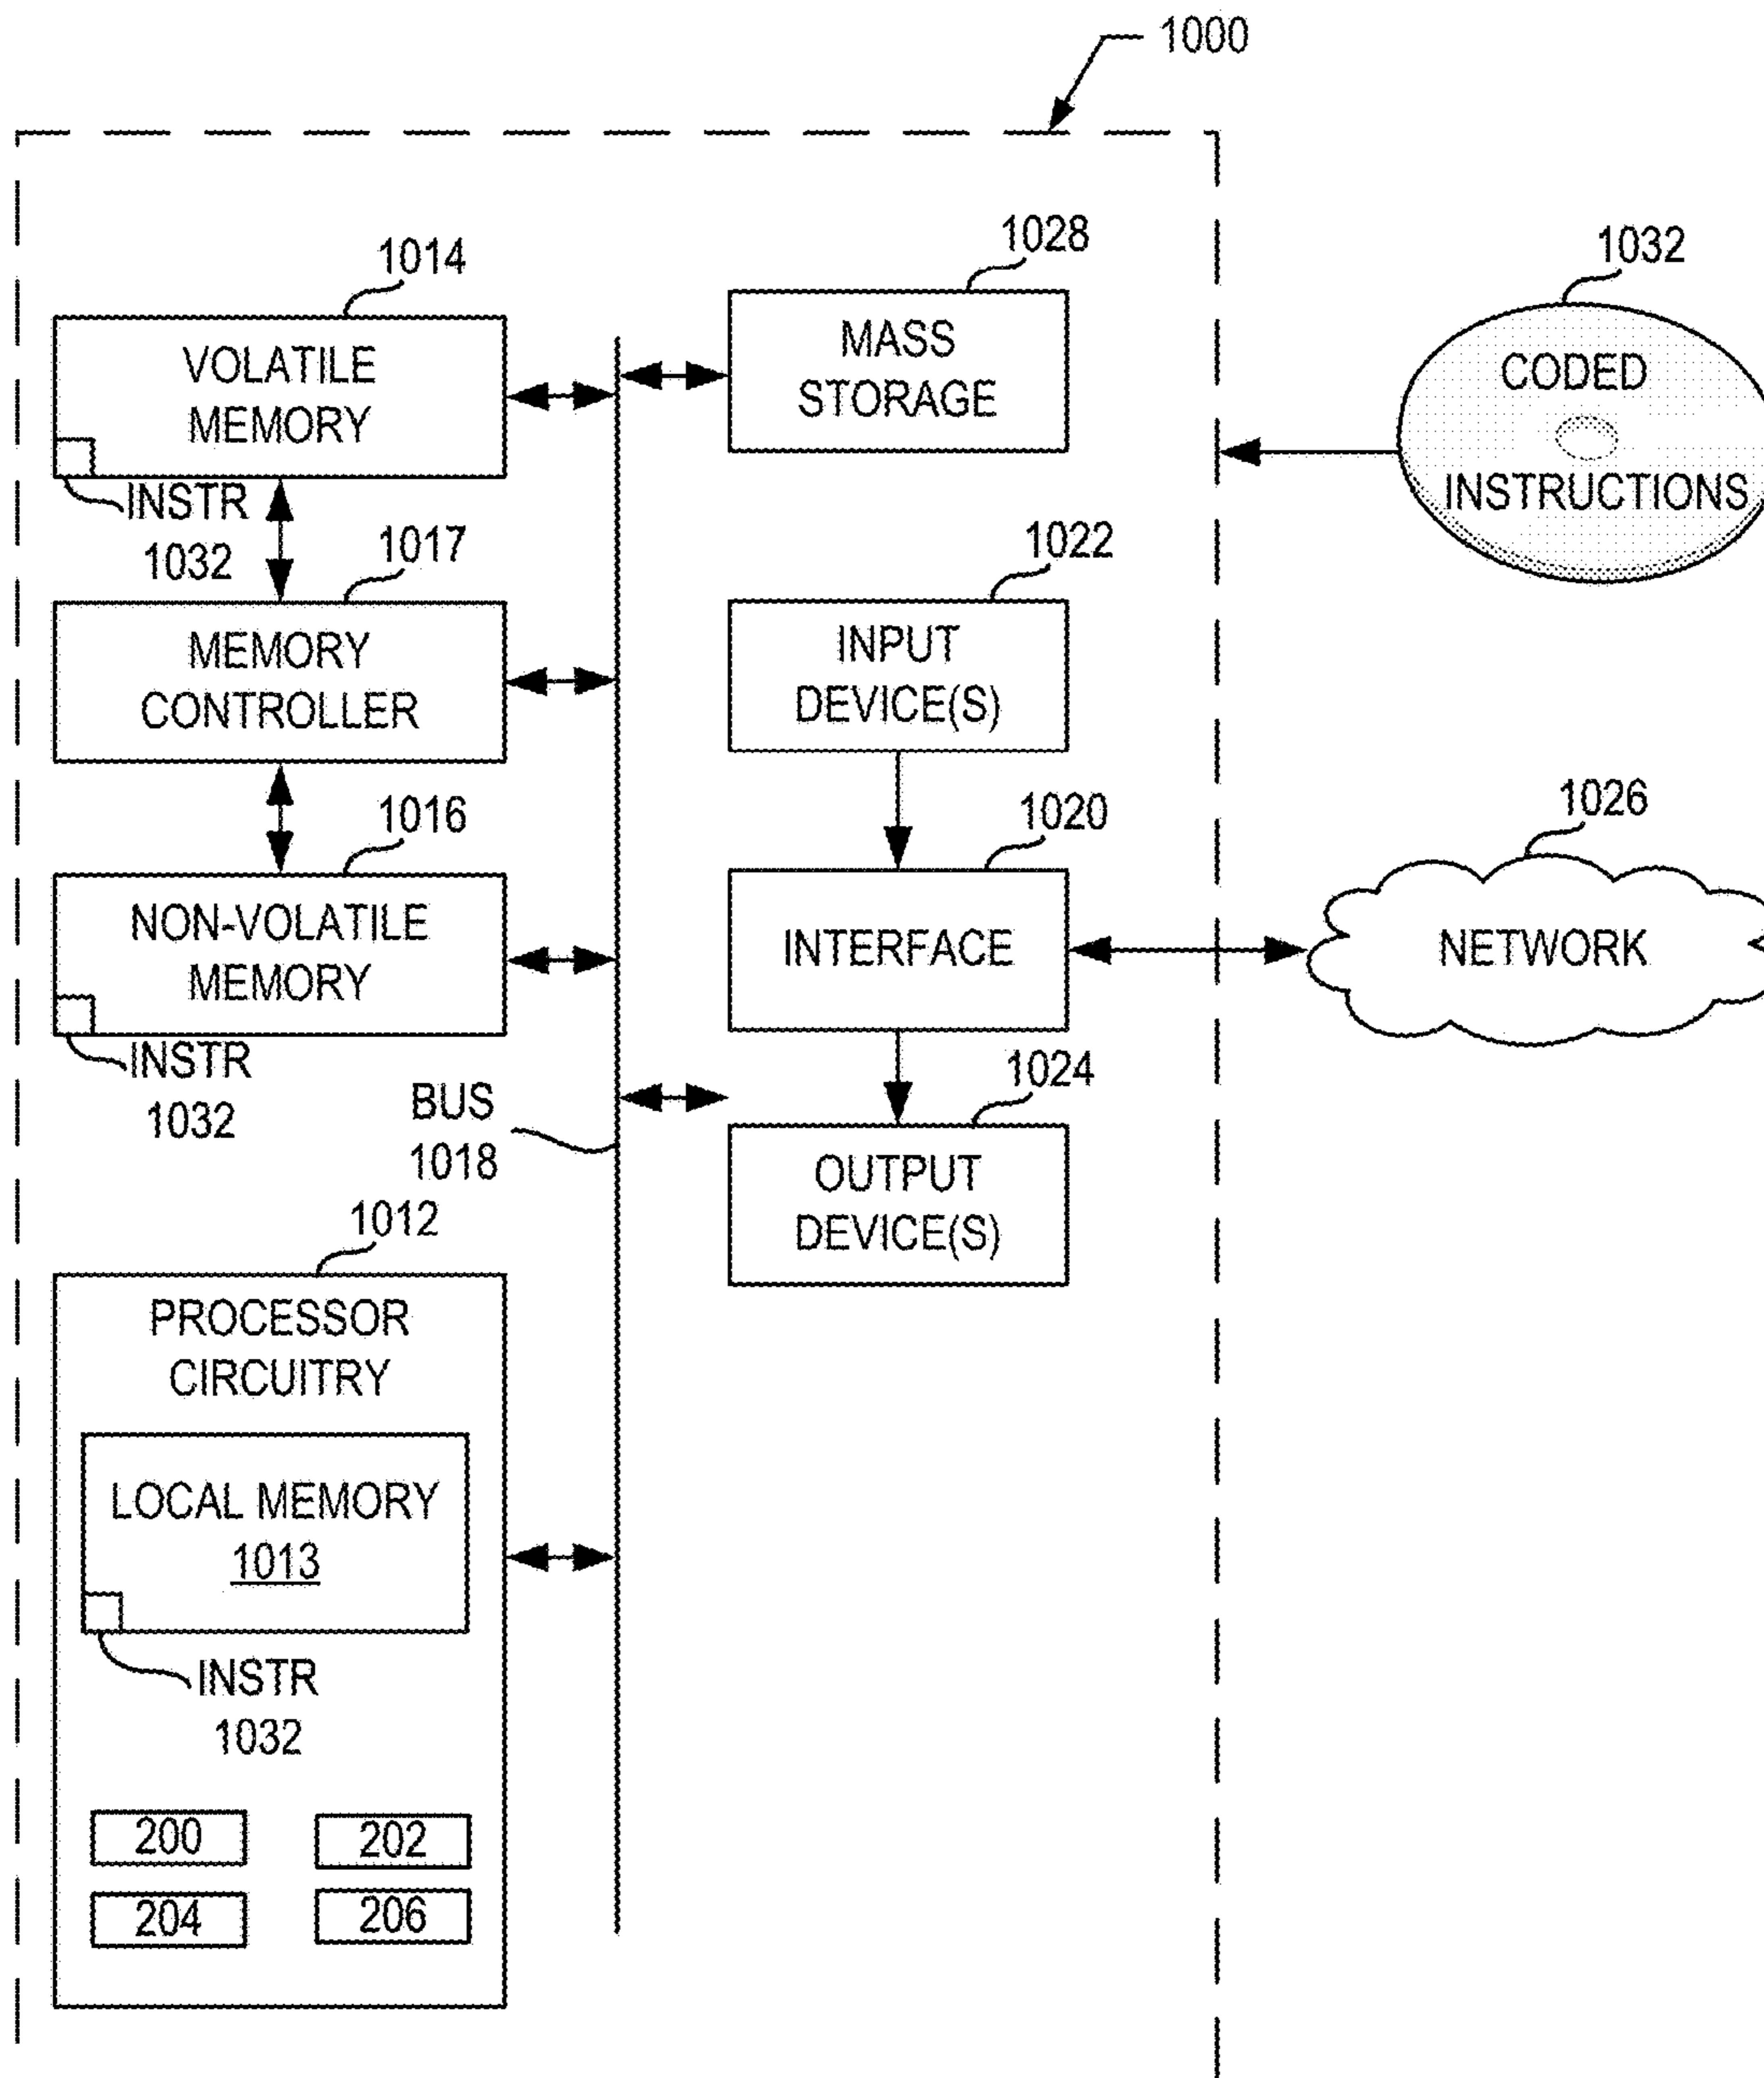 1000
1014
VOLATILE
MEMORY
INSTR
1032
1017
MEMORY
CONTROLLER
1016
NON-VOLATILE
MEMORY
INSTR
1032
BUS
1018
1012
PROCESSOR
CIRCUITRY
LOCAL MEMORY
1013
INSTR
1032
200
202
204
206
1028
MASS
STORAGE
1022
INPUT
DEVICE(S)
1020
INTERFACE
1024
OUTPUT
DEVICE(S)
1032
CODED
INSTRUCTIONS
1026
NETWORK